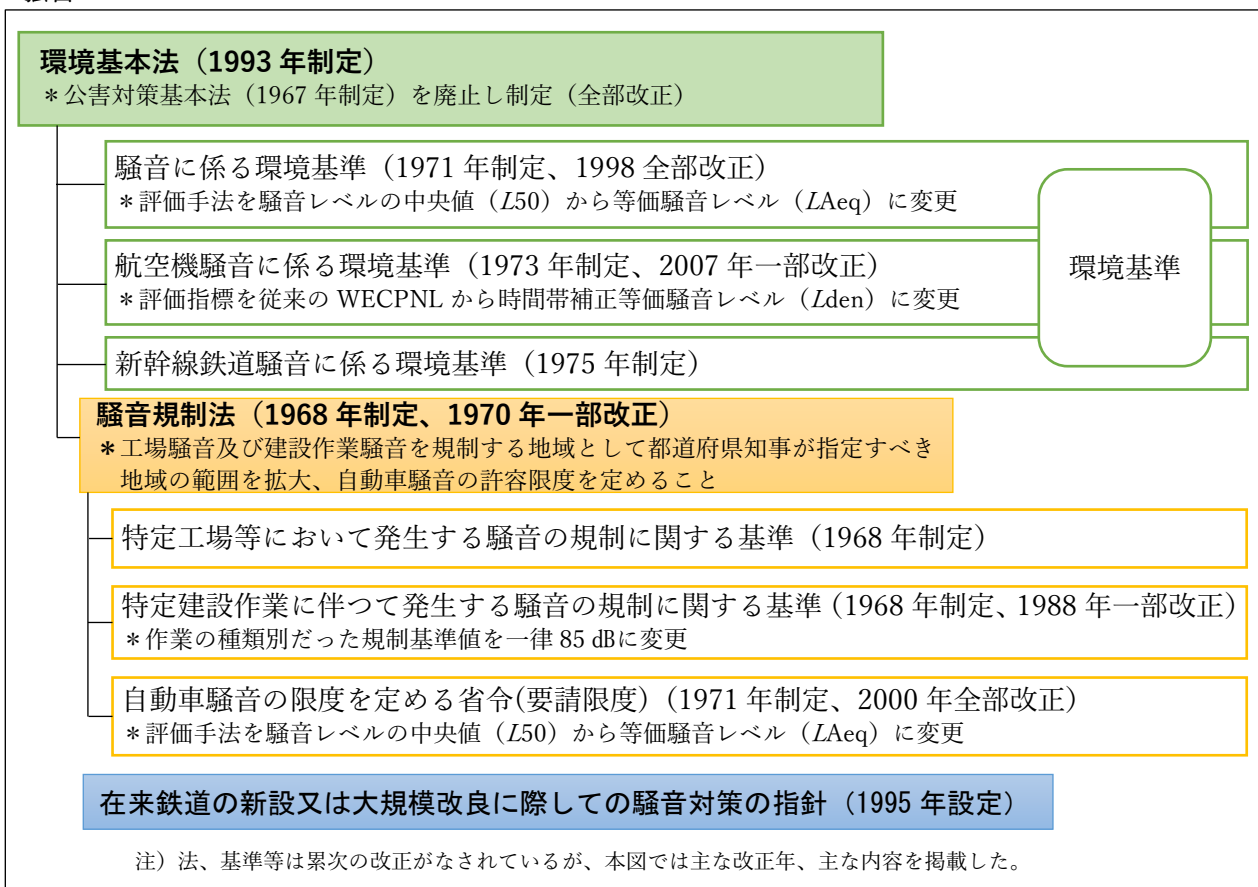 環境基本法（1993 年制定）
＊公害対策基本法（1967 年制定）を廃止し制定（全部改正）
騒音に係る環境基準（1971 年制定、1998 全部改正）
＊評価手法を騒音レベルの中央値（L50）から等価騒音レベル（LAeq）に変更
航空機騒音に係る環境基準（1973 年制定、2007 年一部改正）
＊評価指標を従来の WECPNL から時間帯補正等価騒音レベル（Lden）に変更
環境基準
新幹線鉄道騒音に係る環境基準（1975 年制定）
騒音規制法（1968 年制定、1970 年一部改正）
＊工場騒音及び建設作業騒音を規制する地域として都道府県知事が指定すべき
地域の範囲を拡大、自動車騒音の許容限度を定めること
特定工場等において発生する騒音の規制に関する基準（1968 年制定）
特定建設作業に伴つて発生する騒音の規制に関する基準（1968 年制定、1988 年一部改正）
＊作業の種類別だった規制基準値を一律 85 dBに変更
自動車騒音の限度を定める省令(要請限度)（1971 年制定、2000 年全部改正）
＊評価手法を騒音レベルの中央値（L50）から等価騒音レベル（LAeq）に変更
在来鉄道の新設又は大規模改良に際しての騒音対策の指針（1995 年設定）
注）法、基準等は累次の改正がなされているが、本図では主な改正年、主な内容を掲載した。